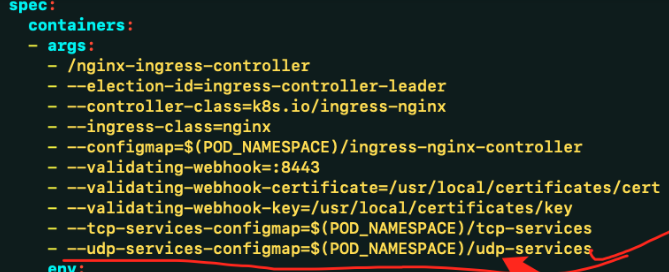 spec:
containers:
- args:
- /nginx-ingress-controller
- --election-id=ingress-controller-leader
- --controller-class=k8s.io/ingress-nginx
- --ingress-class=nginx
- --configmap=$(POD_NAMESPACE)/ingress-nginx-controller
- --validating-webhook=:8443
- --validating-webhook-certificate=/usr/local/certificates/cert
- --validating-webhook-key=/usr/local/certificates/key
- --tcp-services-configmap=$(POD_NAMESPACE)/tcp-services
- --udp-services-configmap=$(POD_NAMESPACE)/udp-services
env: